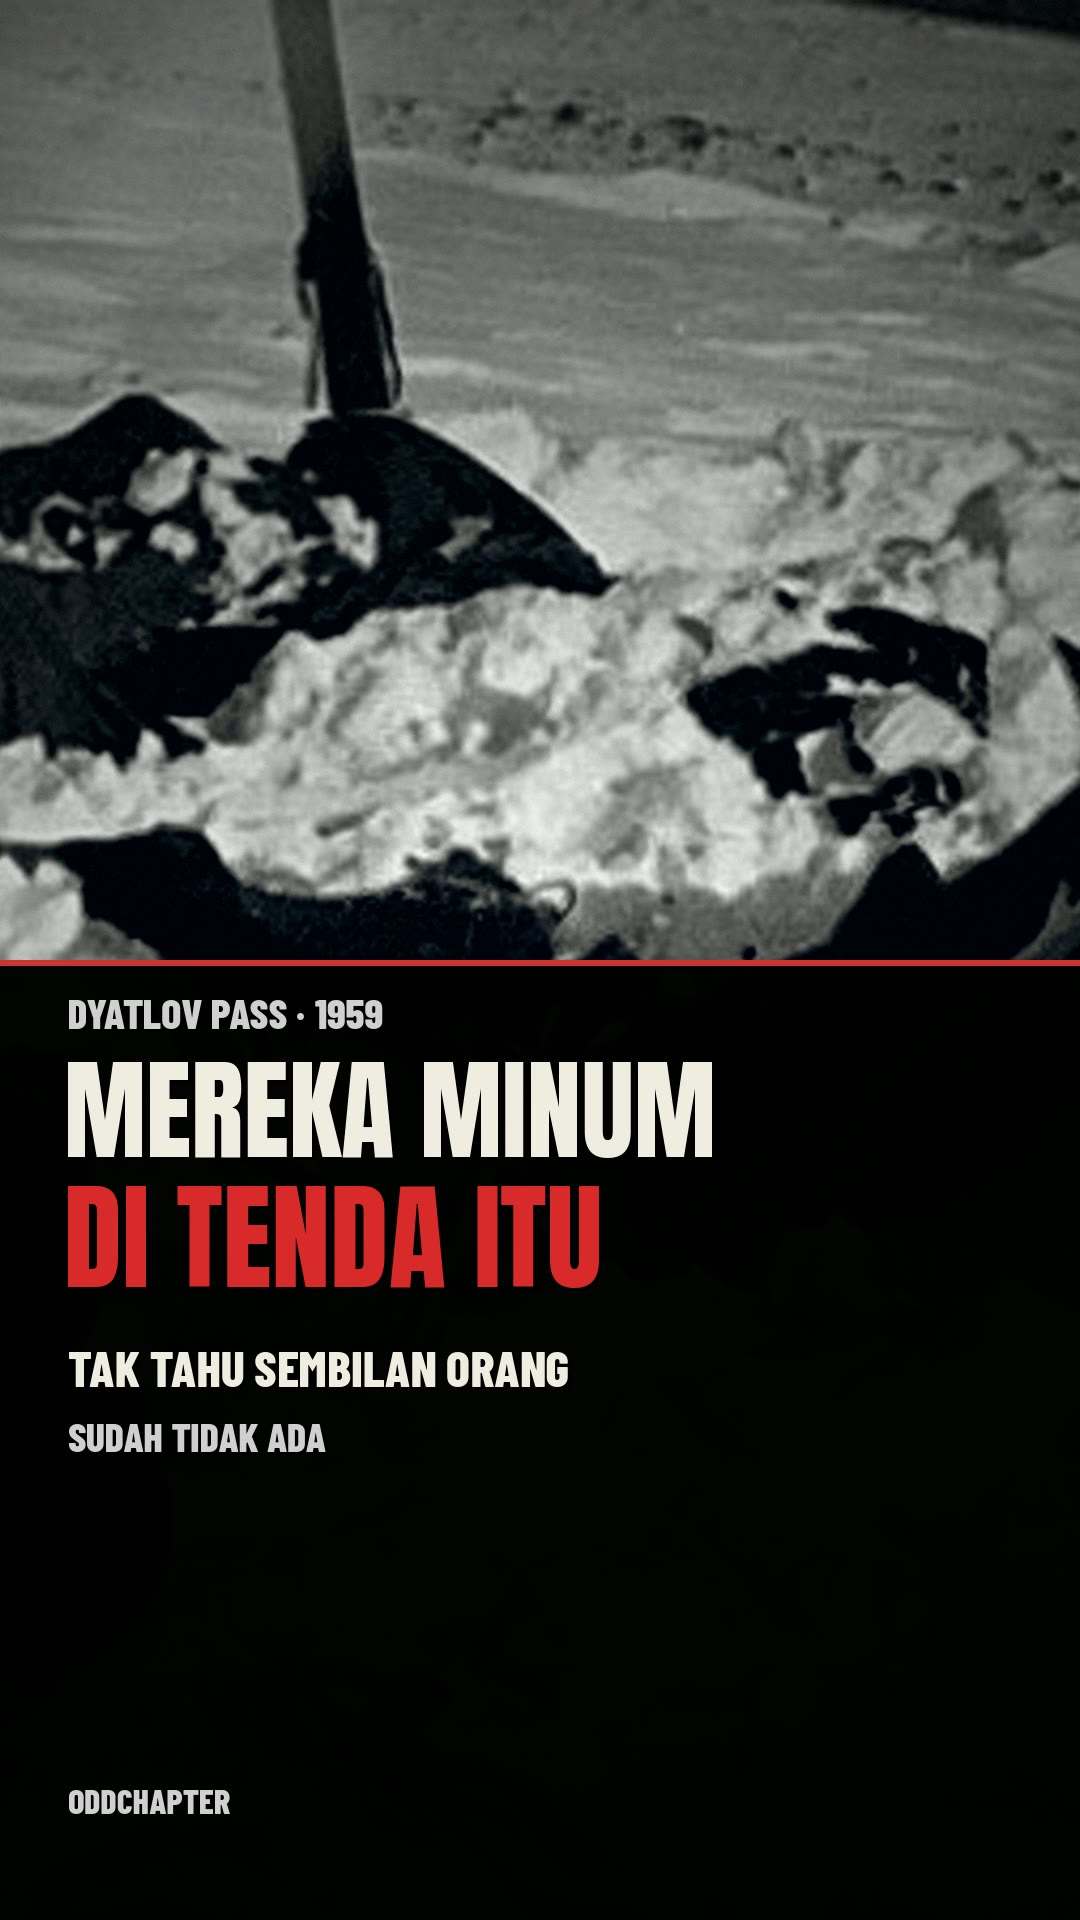 DYATLOV PASS · 1959
MEREKA MINUM
DI TENDA ITU
TAK TAHU SEMBILAN ORANG
SUDAH TIDAK ADA
ODDCHAPTER